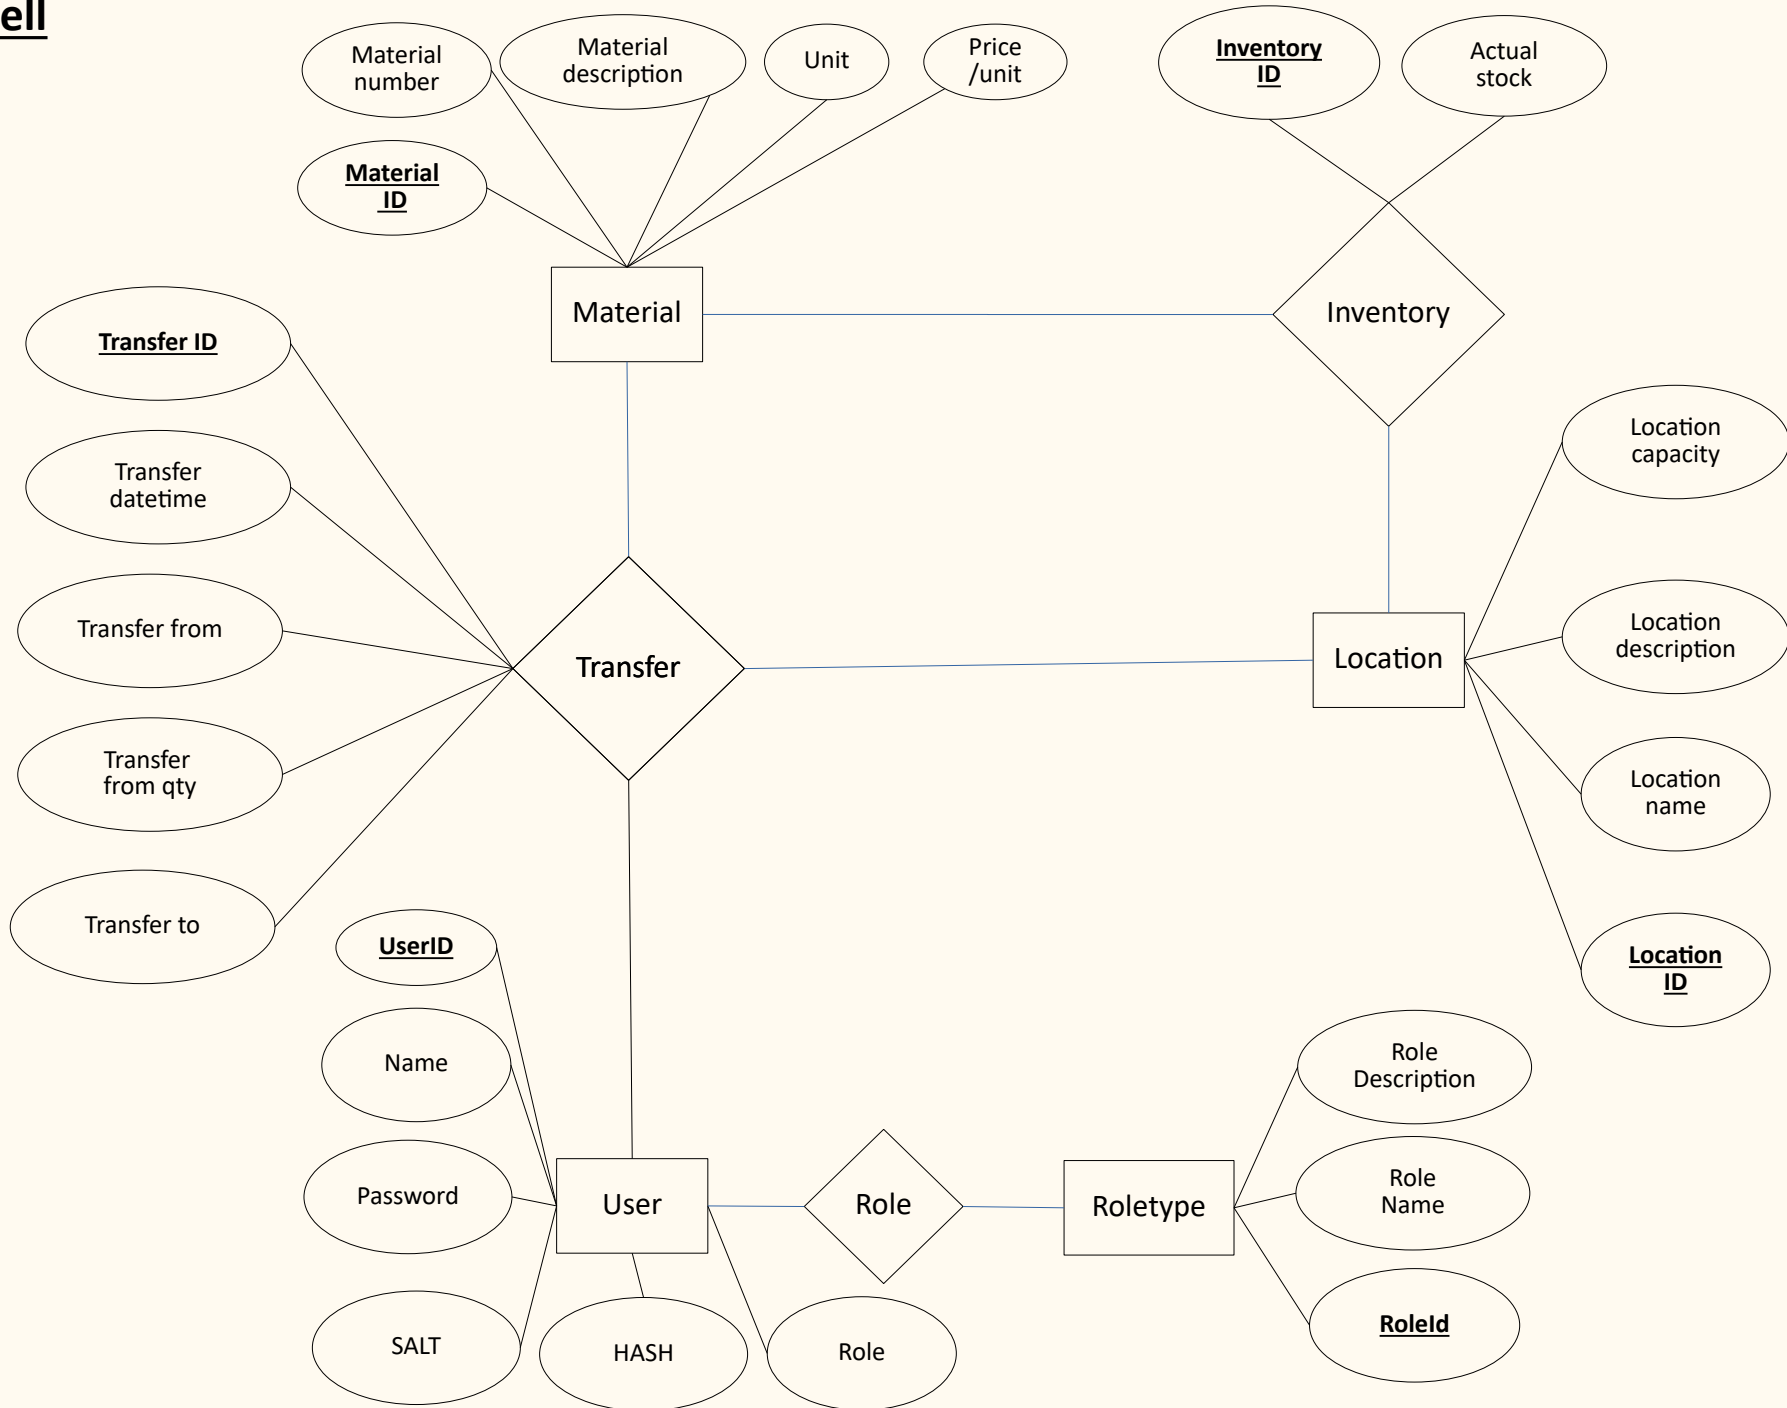 ell
Material
number
Material
description
Unit
Price
/unit
Inventory
ID
Actual
stock
Material
ID
Material
Inventory
Transfer ID
Transfer
datetime
Transfer from
Transfer
from qty
Transfer to
Transfer
Location
Location
capacity
Location
description
Location
name
Location
ID
UserID
Name
Password
SALT
HASH
Role
User
Role
Roletype
Role
Description
Role
Name
RoleId